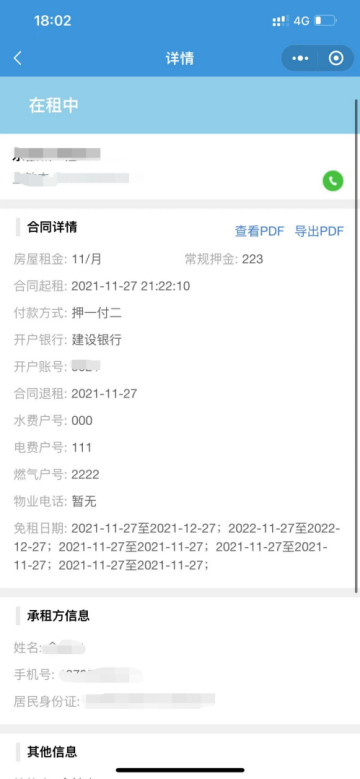 18:02
4G
详情
在租中
合同详情
查看PDF 导出PDF
房屋租金: 11/月 常规押金: 223
合同起租: 2021-11-27 21:22:10
付款方式: 押一付二
开户银行: 建设银行
开户账号:
合同退租: 2021-11-27
水费户号: 000
电费户号: 111
燃气户号: 2222
物业电话: 暂无
免租日期: 2021-11-27至2021-12-27；2022-11-27至2022-
12-27；2021-11-27至2021-11-27；2021-11-27至2021-
11-27；2021-11-27至2021-11-27；
承租方信息
姓名:
手机号:
居民身份证:
其他信息